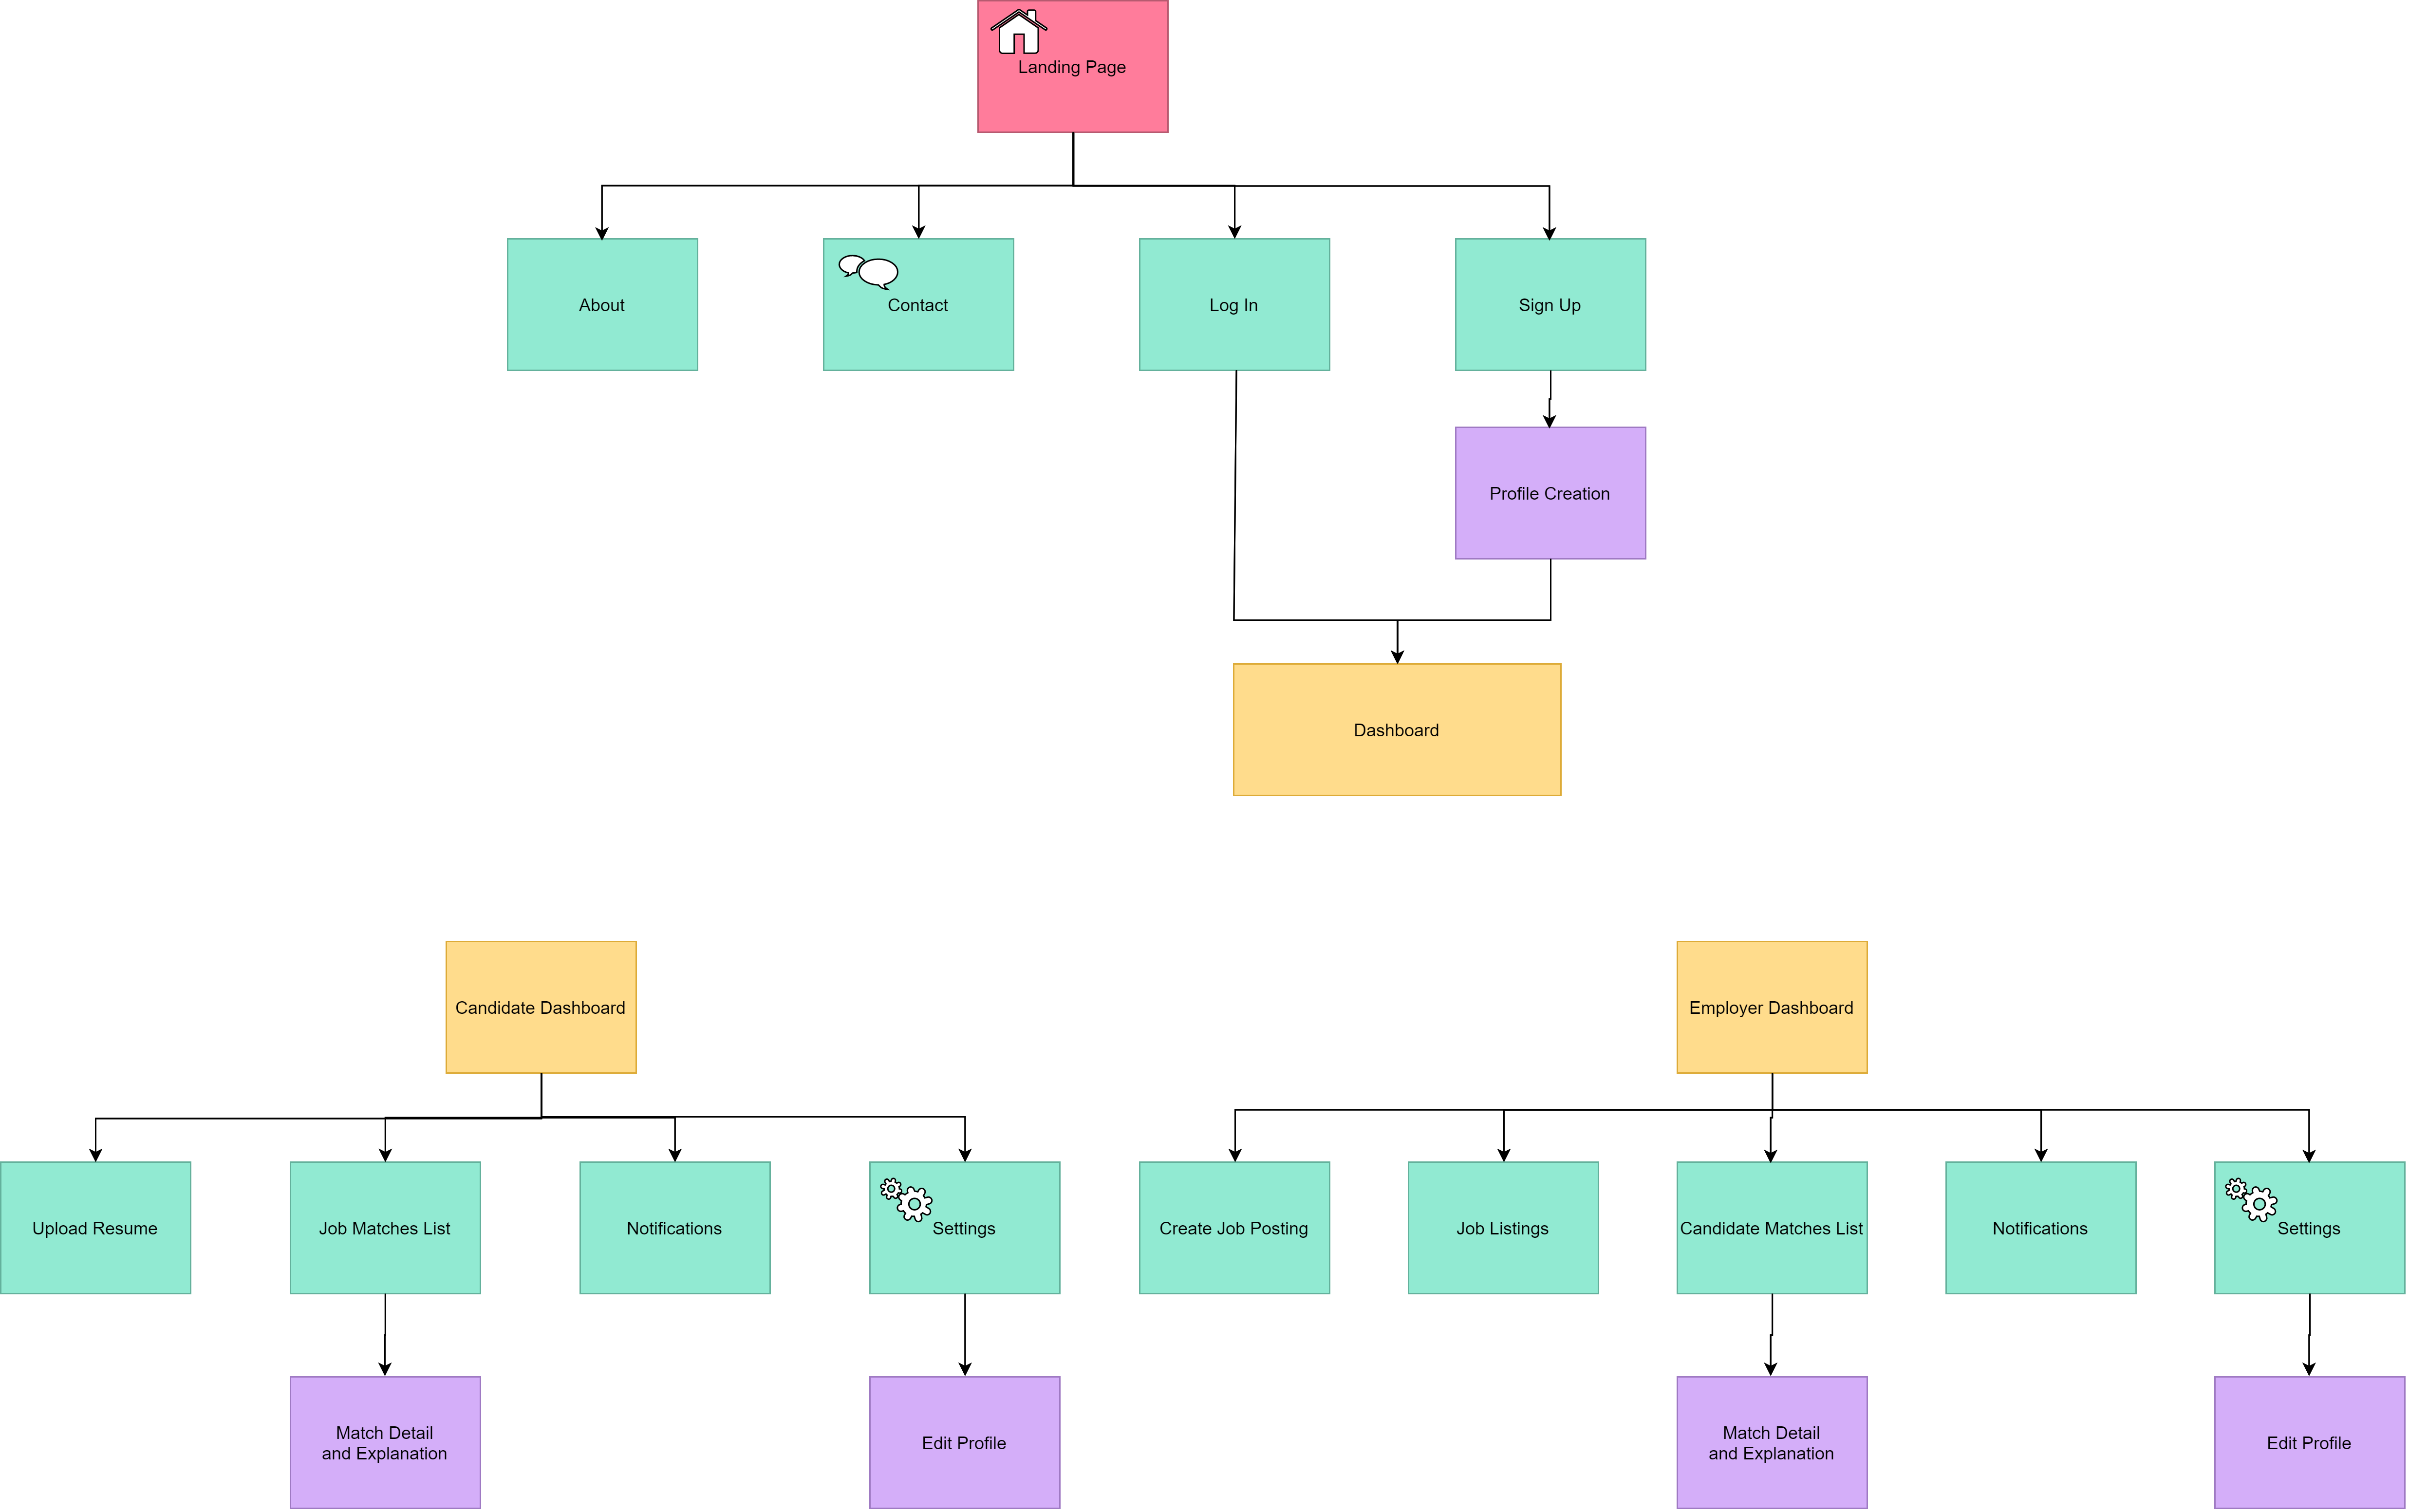 Landing Page
About
Contact
Log In
Sign Up
Profile Creation
Dashboard
Candidate Dashboard
Employer Dashboard
Upload Resume
Job Matches List
Notifications
Settings
Create Job Posting
Job Listings
Candidate Matches List
Notifications
Settings
Match Detail
and Explanation
Edit Profile
Match Detail
and Explanation
Edit Profile